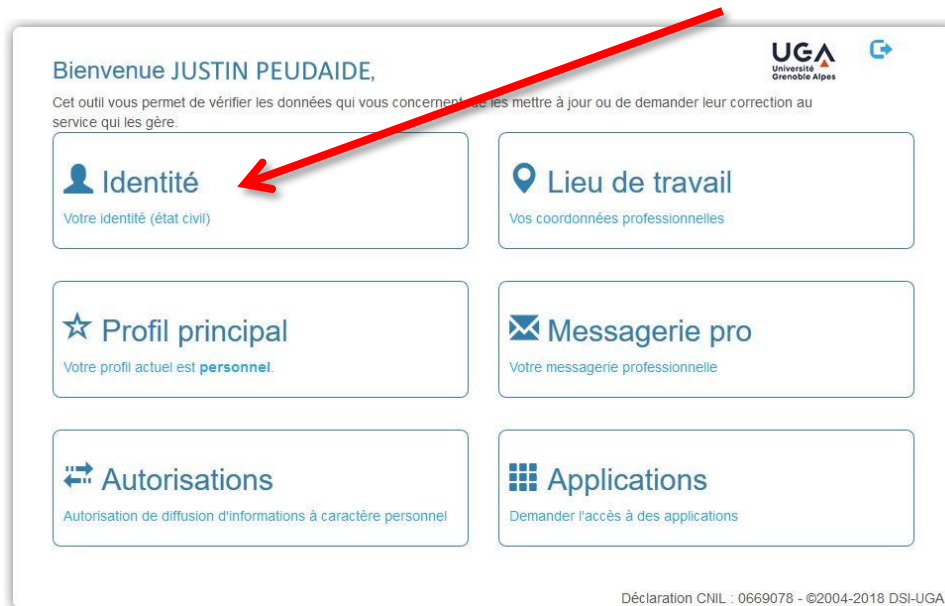 Bienvenue JUSTIN PEUDAIDE,
UGA
Université
Grenoble Alpes
Cet outil vous permet de vérifier les données qui vous concernent, de les mettre à jour ou de demander leur correction au
service qui les gère.
Identité
Votre identité (état civil)
Lieu de travail
Vos coordonnées professionnelles
Profil principal
Votre profil actuel est personnel.
Messagerie pro
Votre messagerie professionnelle
Autorisations
Autorisation de diffusion d'informations à caractère personnel
Applications
Demander l'accès à des applications
Déclaration CNIL : 0669078 - ©2004-2018 DSI-UGA